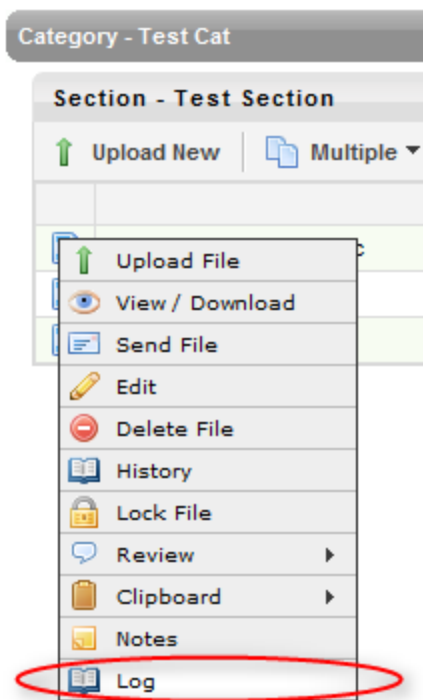 Category - Test Cat
Section - Test Section
Upload New Multiple
c
Upload File
View / Download
Send File
Edit
Delete File
History
Lock File
Review
Clipboard
Notes
Log